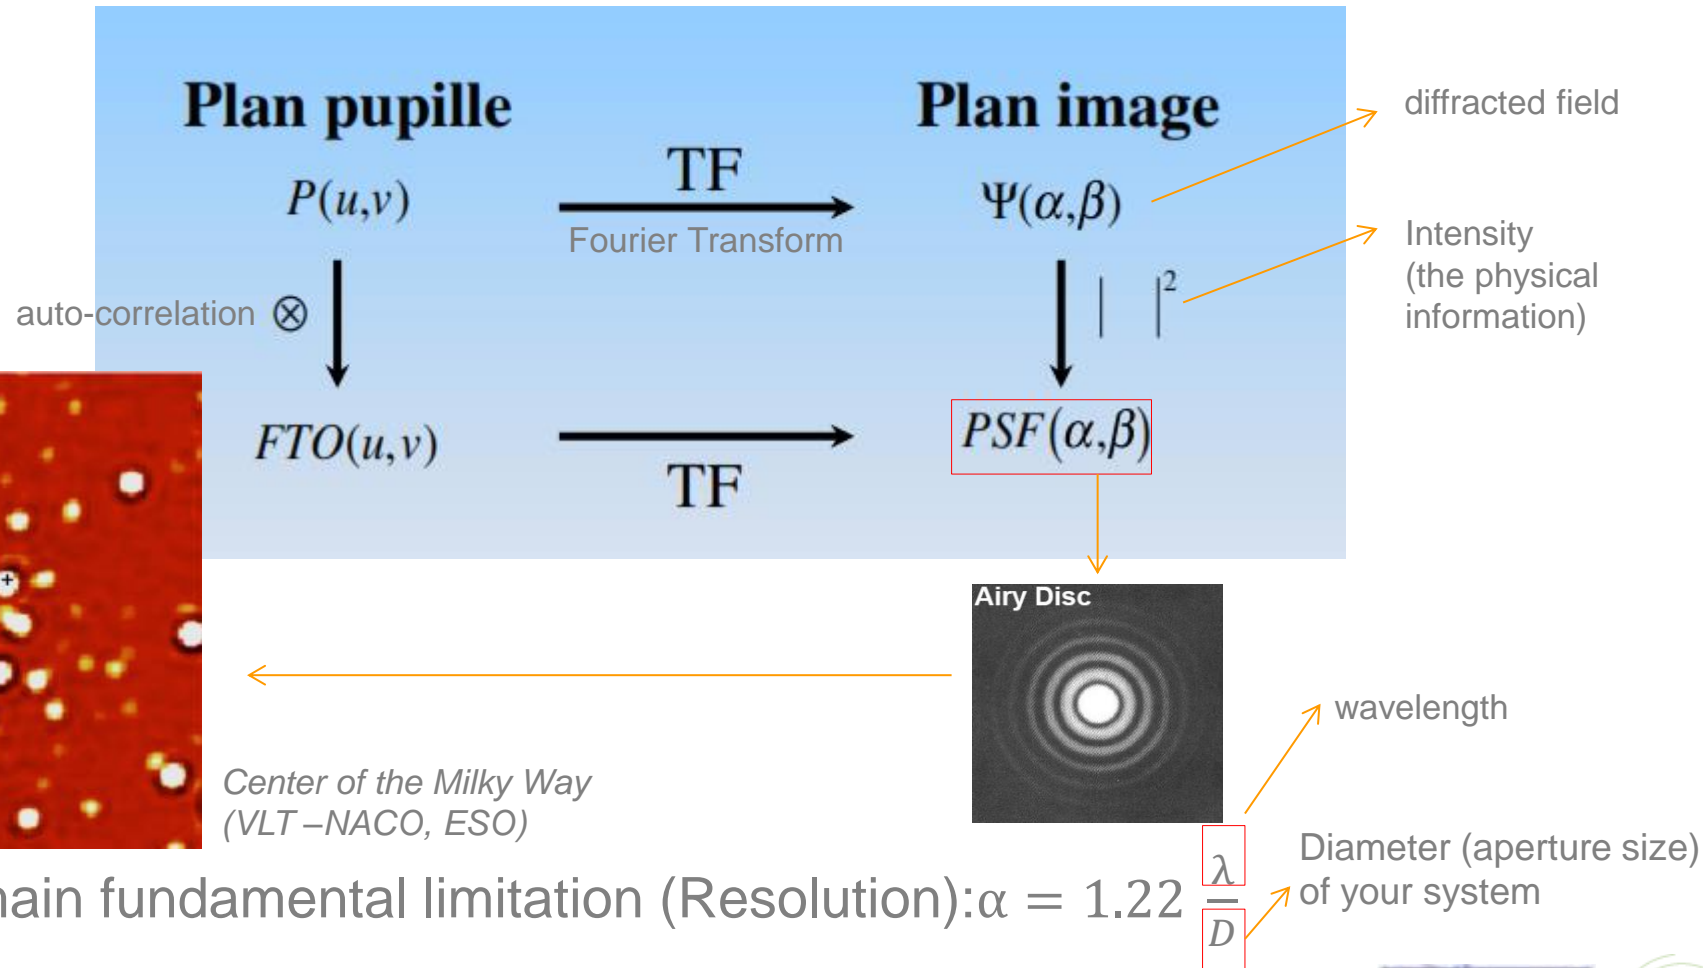 Plan pupille
Plan image
diffracted field
P(u,v)
TF
Fourier Transform
Ψ(α,β)
Intensity
(the physical
information)
auto-correlation ⊗
| |²
FTO(u,v)
TF
PSF(α,β)
Airy Disc
+
wavelength
Center of the Milky Way
(VLT –NACO, ESO)
Diameter (aperture size)
of your system
fundamental limitation (Resolution):α = 1.22 λ/D